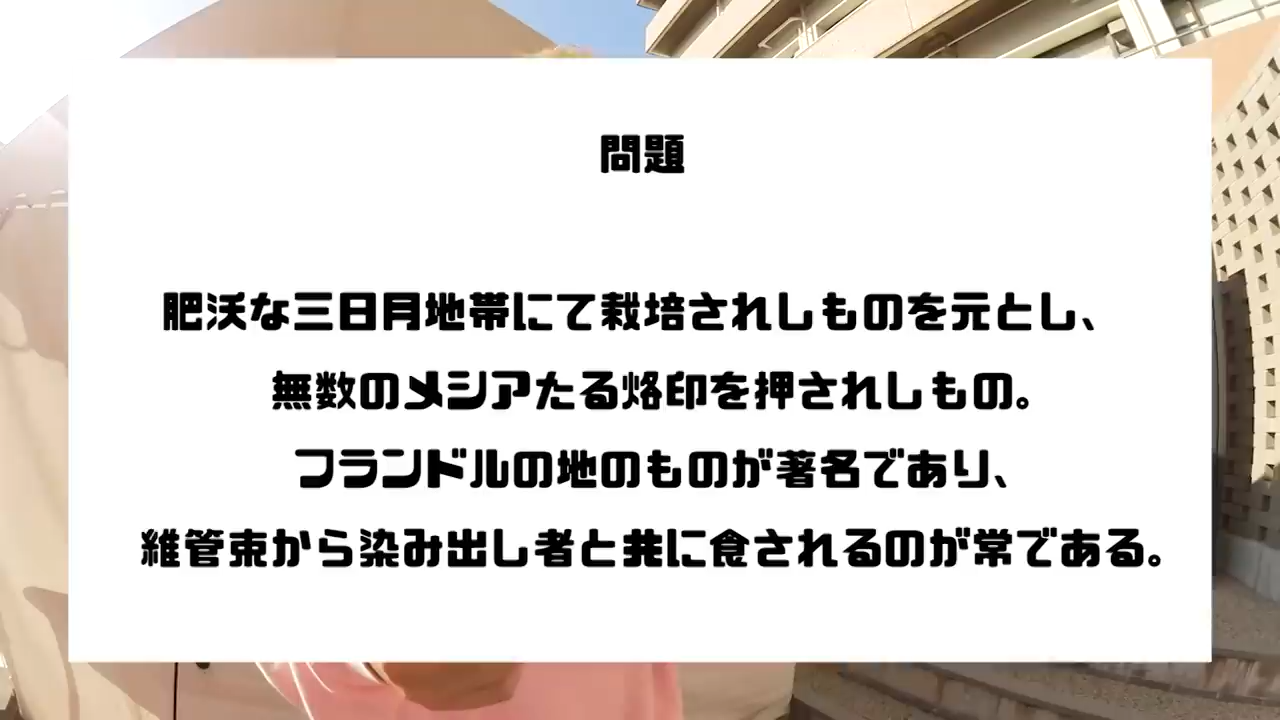 問題
肥沃な三日月地帯にて栽培されしものを元とし、
無数のメシアたる烙印を押されしもの。
フランドルの地のものが著名であり、
維管束から染み出し者と共に食されるのが常である。